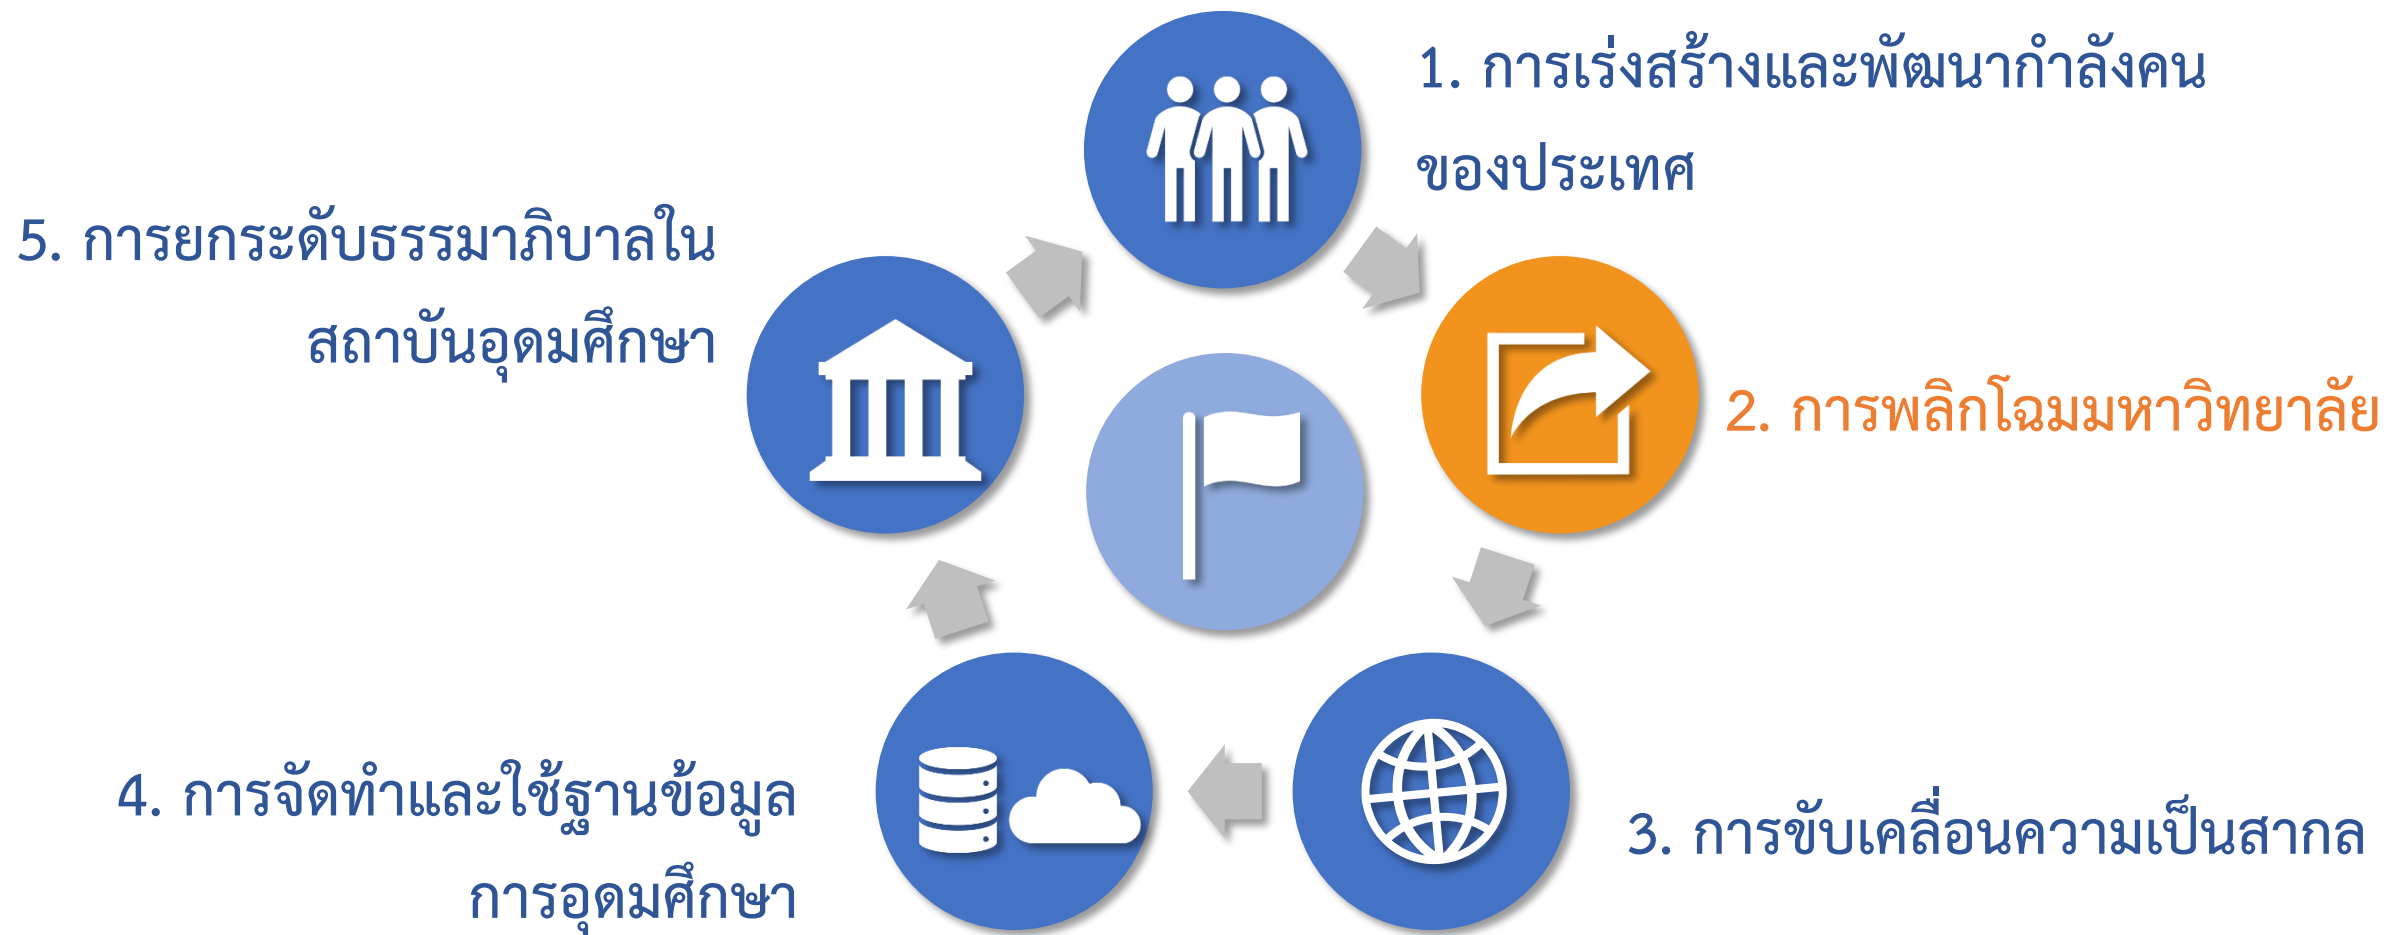 1. การเร่งสร้างและพัฒนากำลังคน
ของประเทศ
2. การพลิกโฉมมหาวิทยาลัย
3. การขับเคลื่อนความเป็นสากล
4. การจัดทำและใช้ฐานข้อมูล
การอุดมศึกษา
5. การยกระดับธรรมาภิบาลใน
สถาบันอุดมศึกษา